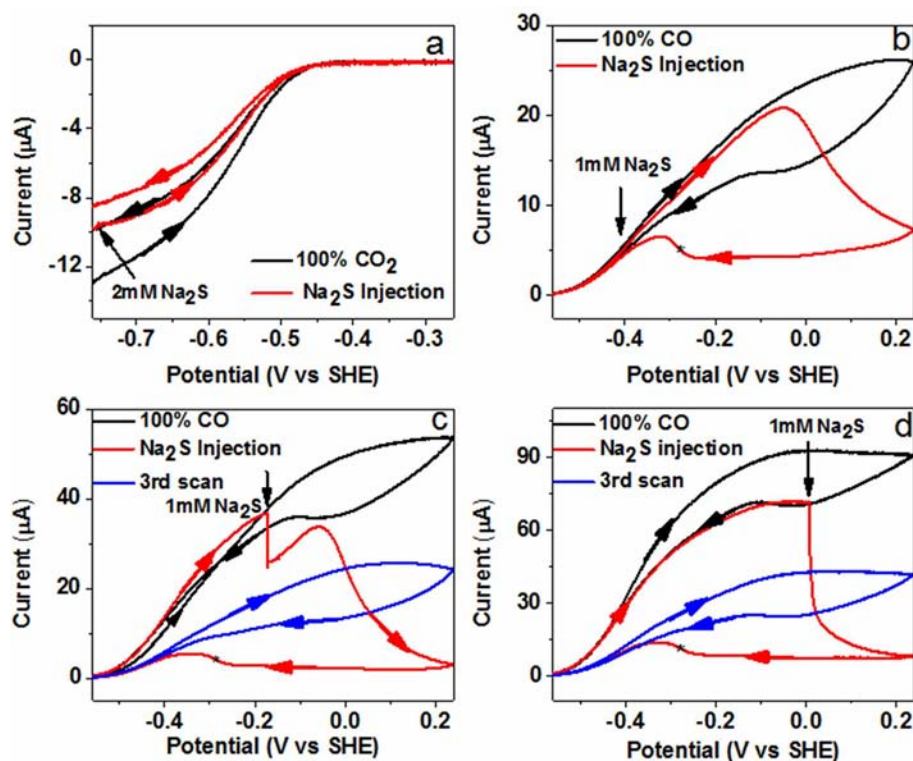 a
0
-4
-8
-12
Current (µA)
2mM Na2S
100% CO2
Na2S Injection
-0.7 -0.6 -0.5 -0.4 -0.3
Potential (V vs SHE)
b
100% CO
Na2S Injection
30
20
10
0
Current (µA)
1mM Na2S
-0.4 -0.2 0.0 0.2
Potential (V vs SHE)
c
100% CO
Na2S Injection
3rd scan
60
40
20
0
Current (µA)
1mM Na2S
*
-0.4 -0.2 0.0 0.2
Potential (V vs SHE)
d
100% CO
Na2S injection
3rd scan
1mM Na2S
90
60
30
0
Current (µA)
*
-0.4 -0.2 0.0 0.2
Potential (V vs SHE)